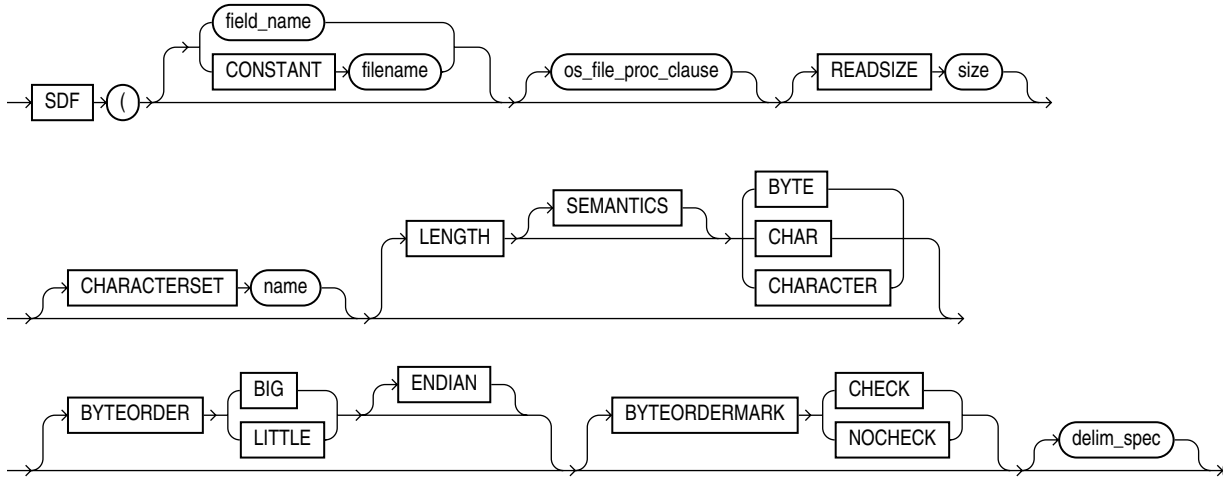 field_name
CONSTANT filename os_file_proc_clause READSIZE size
SDF (
BYTE
SEMANTICS
LENGTH CHAR
CHARACTERSET name CHARACTER
BIG ENDIAN CHECK
BYTEORDER BYTEORDERMARK
LITTLE NOCHECK delim_spec